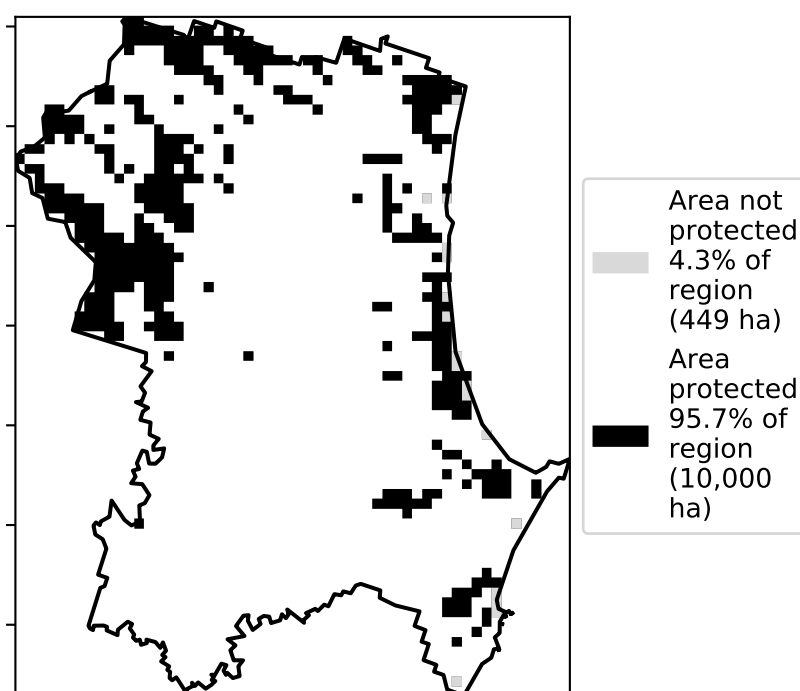 Area not
protected
4.3% of
region
(449 ha)
Area
protected
95.7% of
region
(10,000
ha)